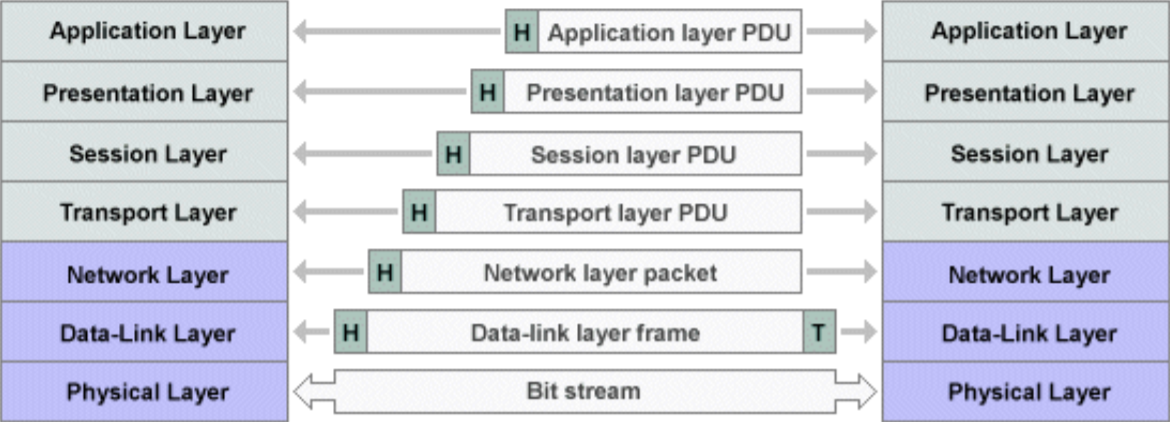 Application Layer H Application layer PDU Application Layer
Presentation Layer H Presentation layer PDU Presentation Layer
Session Layer H Session layer PDU Session Layer
Transport Layer H Transport layer PDU Transport Layer
Network Layer H Network layer packet Network Layer
Data-Link Layer H Data-link layer frame T Data-Link Layer
Physical Layer Bit stream Physical Layer